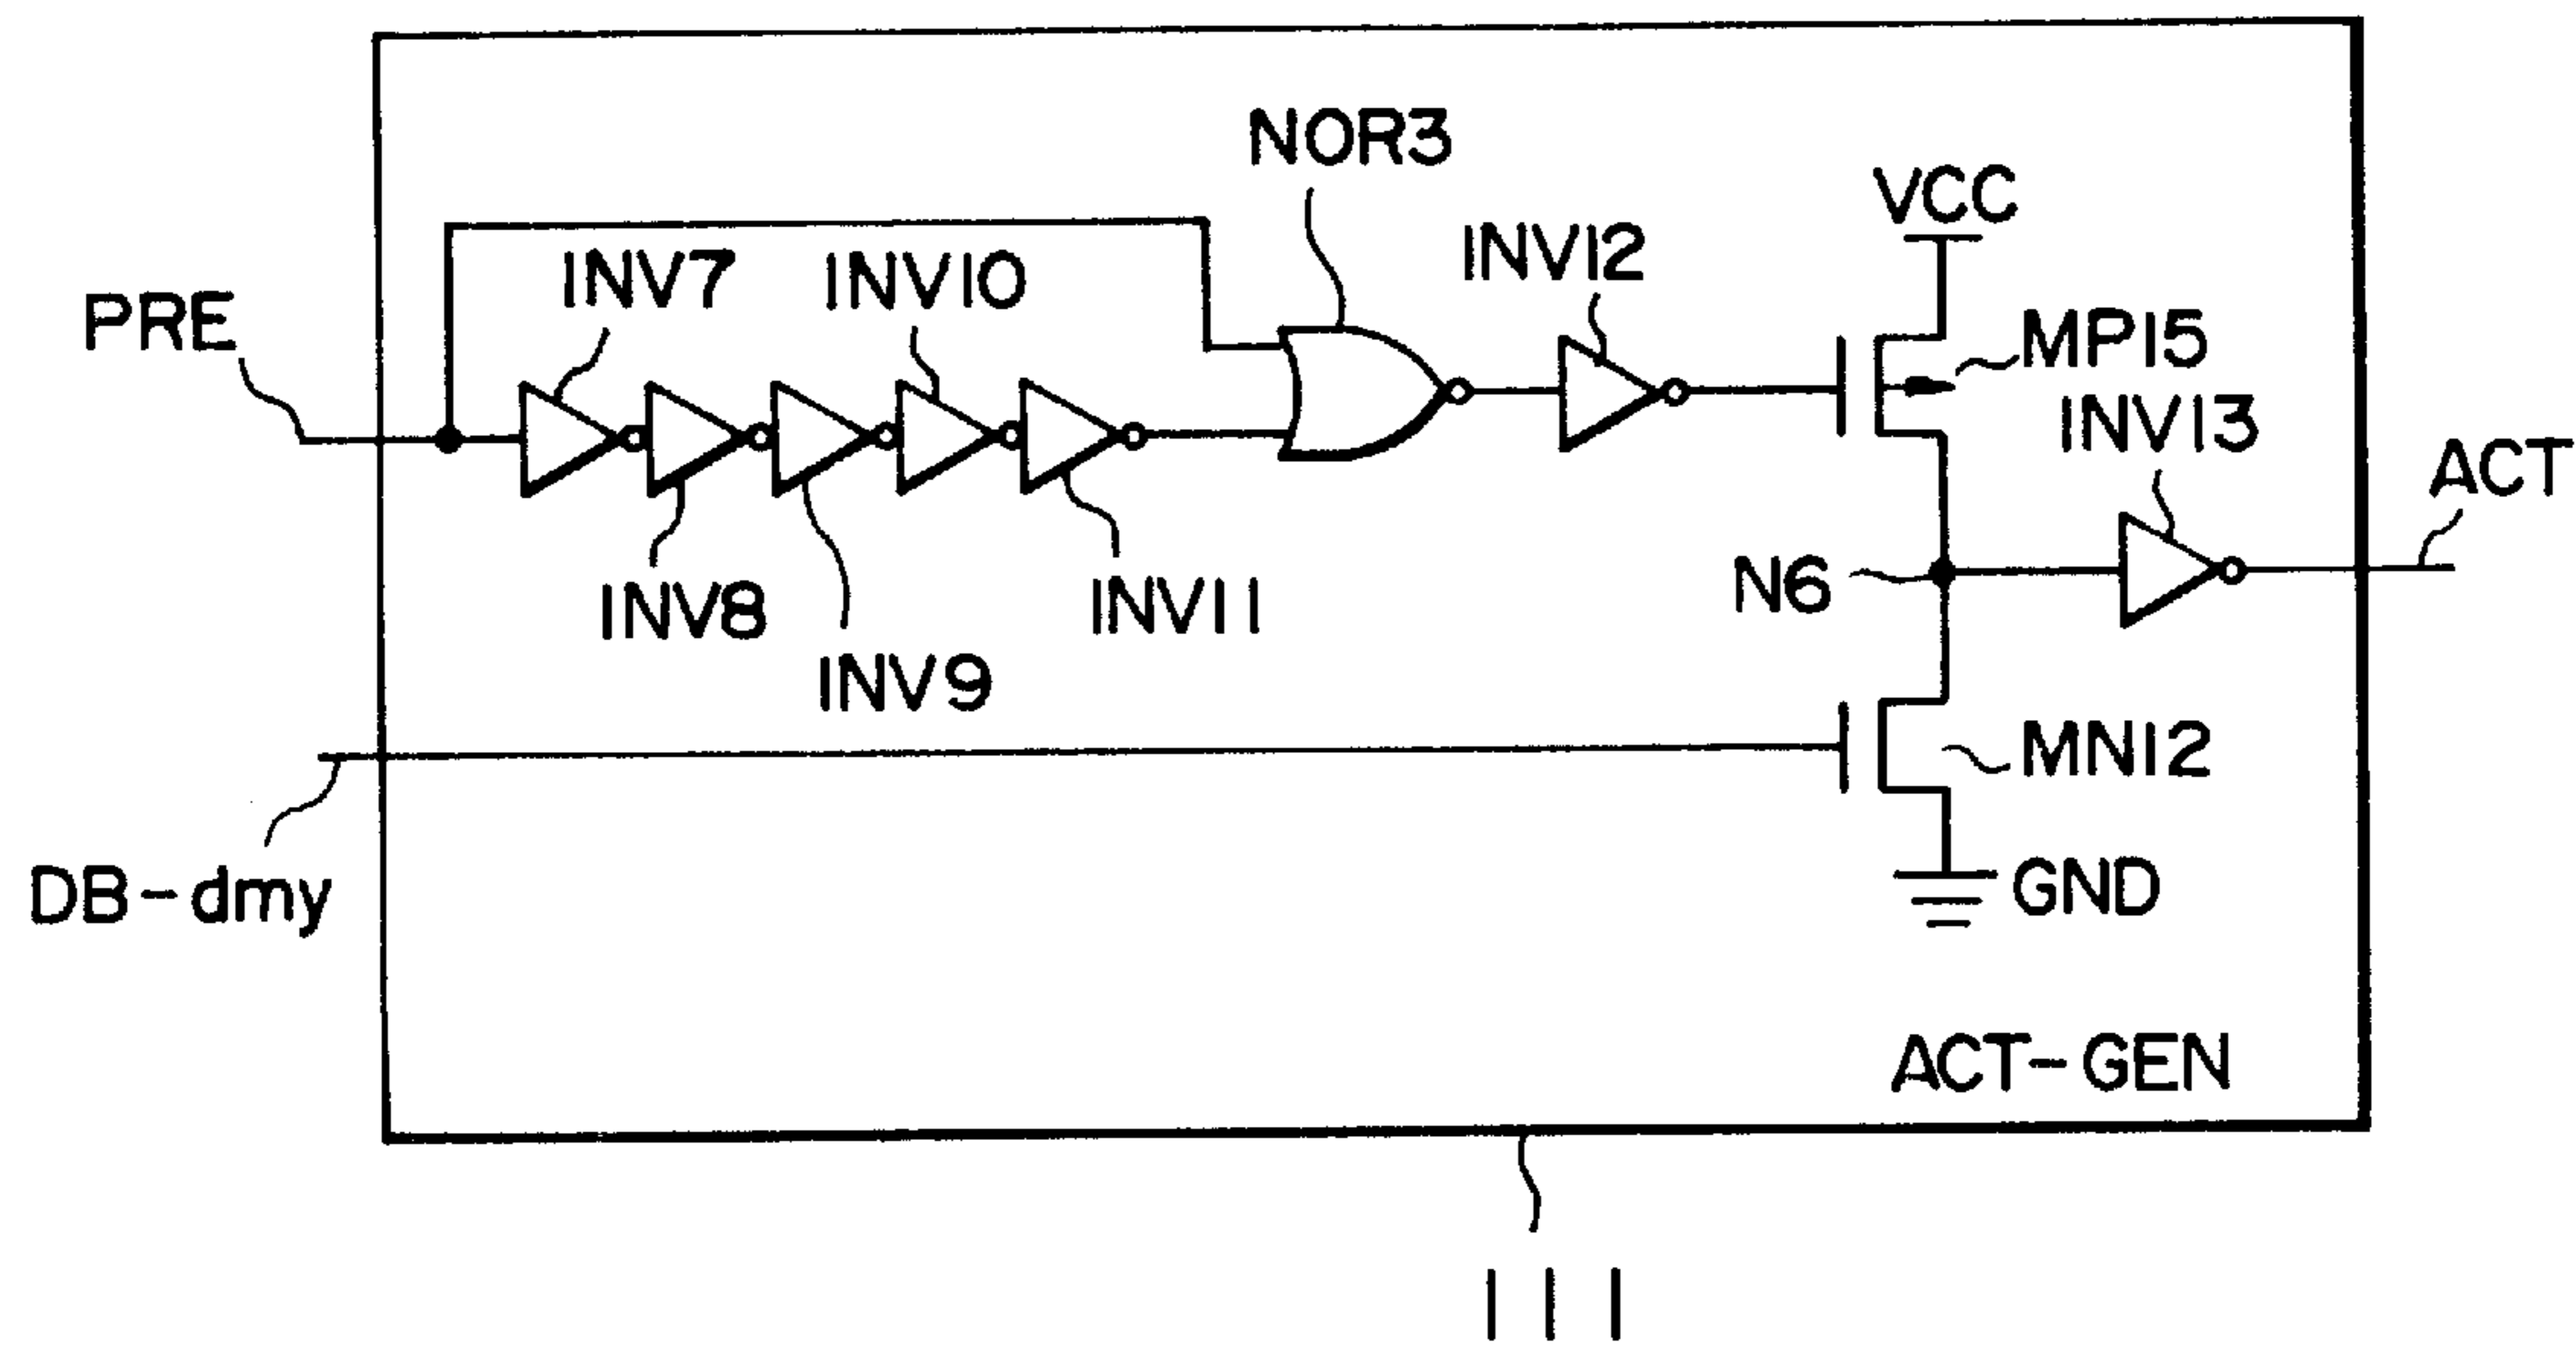 NOR3
VCC
INV12
INV7
INV10
PRE
MP15
INV13
ACT
N6
INV8
INV11
INV9
MN12
DB-dmy
GND
ACT-GEN
111